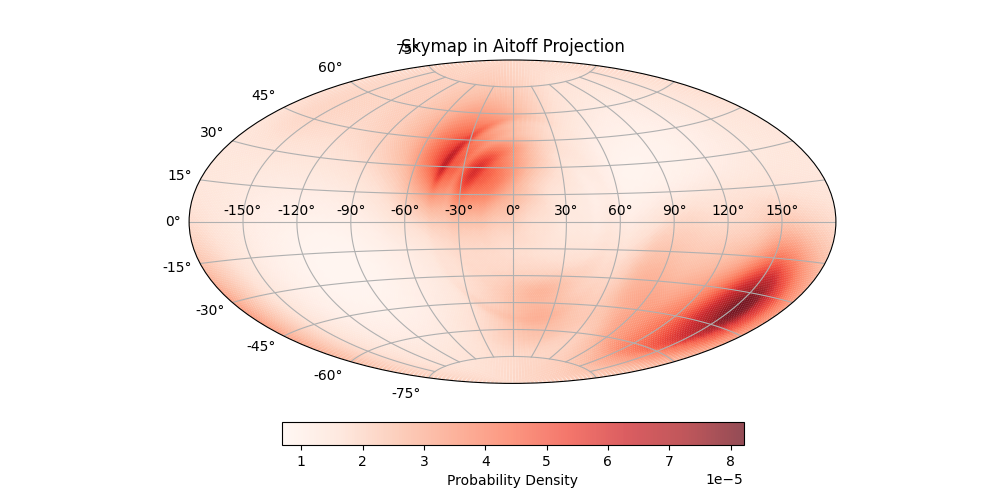 Skymap in Aitoff Projection
75°
60°
45°
30°
15°
-150° -120° -90° -60° -30° 0° 30° 60° 90° 120° 150°
0°
-15°
-30°
-45°
-60°
-75°
1 2 3 4 5 6 7 8
1e−5
Probability Density